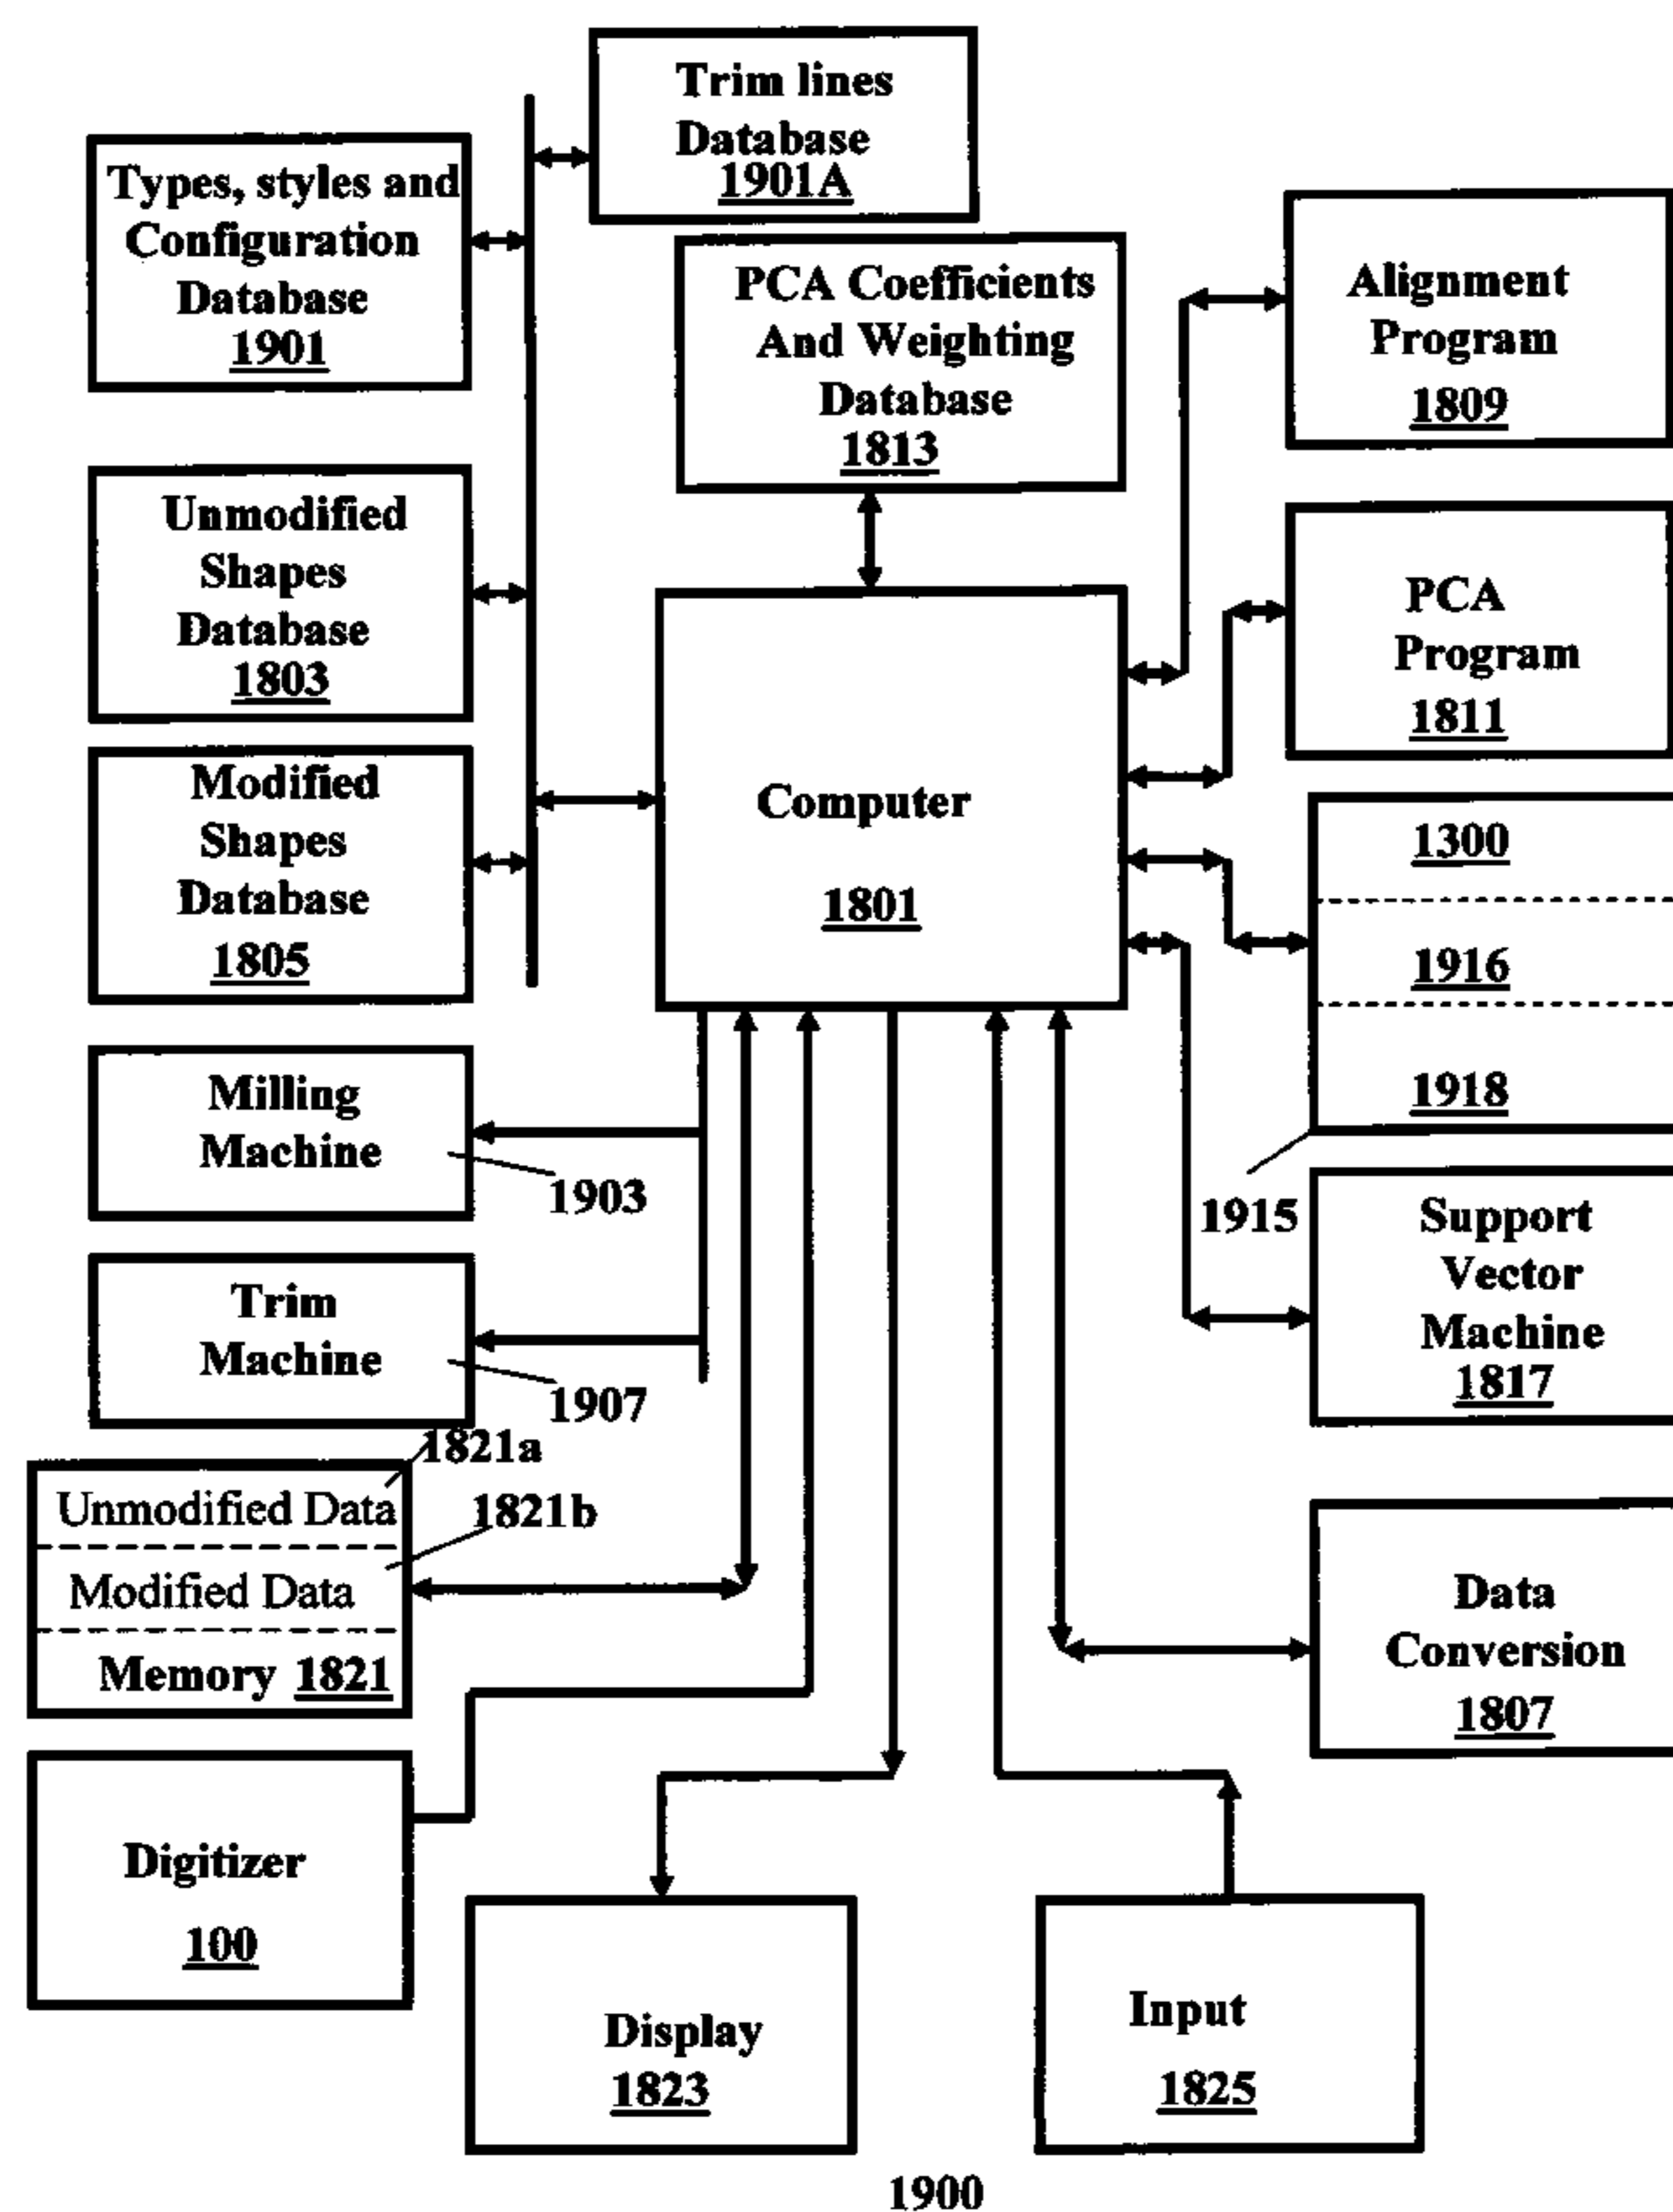 Trim lines
Database
1901A
Types, styles and
Configuration
Database
1901
PCA Coefficients
And Weighting
Database
1813
Alignment
Program
1809
Unmodified
Shapes
Database
1803
PCA
Program
1811
Modified
Shapes
Database
1805
Computer
1801
1300
1916
1918
1915
Milling
Machine
1903
Trim
Machine
1907
Support
Vector
Machine
1817
1821a
Unmodified Data
1821b
Modified Data
Memory 1821
Data
Conversion
1807
Digitizer
100
Display
1823
Input
1825
1900